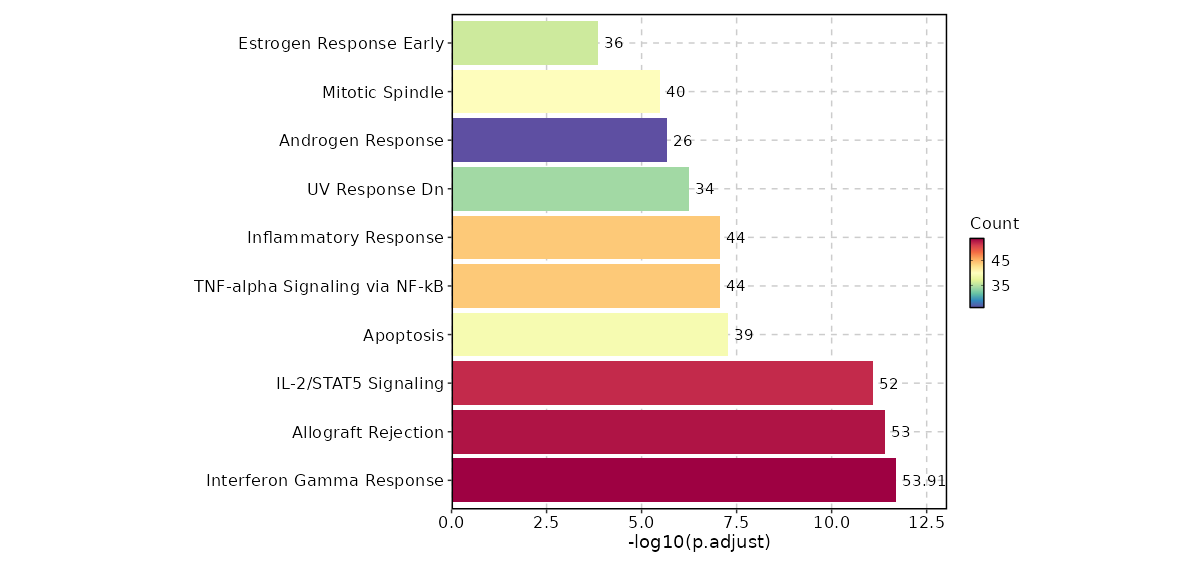 Estrogen Response Early 36
Mitotic Spindle 40
Androgen Response 26
UV Response Dn 34
Inflammatory Response 44
TNF-alpha Signaling via NF-kB 44
Apoptosis 39
IL-2/STAT5 Signaling 52
Allograft Rejection 53
Interferon Gamma Response 53.91
0.0 2.5 5.0 7.5 10.0 12.5
-log10(p.adjust)
Count
45
35